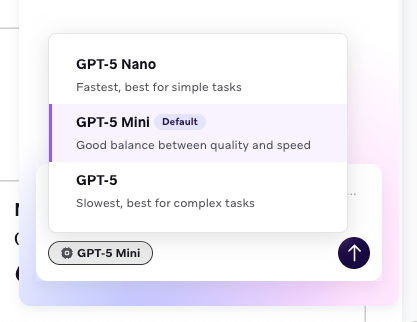 GPT-5 Nano
Fastest, best for simple tasks
GPT-5 Mini Default
Good balance between quality and speed
GPT-5
Slowest, best for complex tasks
GPT-5 Mini